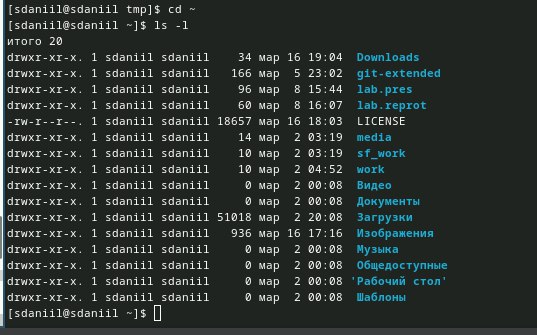 [sdaniil@sdaniil tmp]$ cd ~
[sdaniil@sdaniil ~]$ ls -l
итого 20
drwxr-xr-x. 1 sdaniil sdaniil    34 мар 16 19:04  Downloads
drwxr-xr-x. 1 sdaniil sdaniil   166 мар  5 23:02  git-extended
drwxr-xr-x. 1 sdaniil sdaniil    96 мар  8 15:44  lab.pres
drwxr-xr-x. 1 sdaniil sdaniil    60 мар  8 16:07  lab.reprot
-rw-r--r--. 1 sdaniil sdaniil 18657 мар 16 18:03  LICENSE
drwxr-xr-x. 1 sdaniil sdaniil    14 мар  2 03:19  media
drwxr-xr-x. 1 sdaniil sdaniil    10 мар  2 03:19  sf_work
drwxr-xr-x. 1 sdaniil sdaniil    10 мар  2 04:52  work
drwxr-xr-x. 1 sdaniil sdaniil     0 мар  2 00:08  Видео
drwxr-xr-x. 1 sdaniil sdaniil     0 мар  2 00:08  Документы
drwxr-xr-x. 1 sdaniil sdaniil 51018 мар  2 20:08  Загрузки
drwxr-xr-x. 1 sdaniil sdaniil   936 мар 16 17:16  Изображения
drwxr-xr-x. 1 sdaniil sdaniil     0 мар  2 00:08  Музыка
drwxr-xr-x. 1 sdaniil sdaniil     0 мар  2 00:08  Общедоступные
drwxr-xr-x. 1 sdaniil sdaniil     0 мар  2 00:08 'Рабочий стол'
drwxr-xr-x. 1 sdaniil sdaniil     0 мар  2 00:08  Шаблоны
[sdaniil@sdaniil ~]$